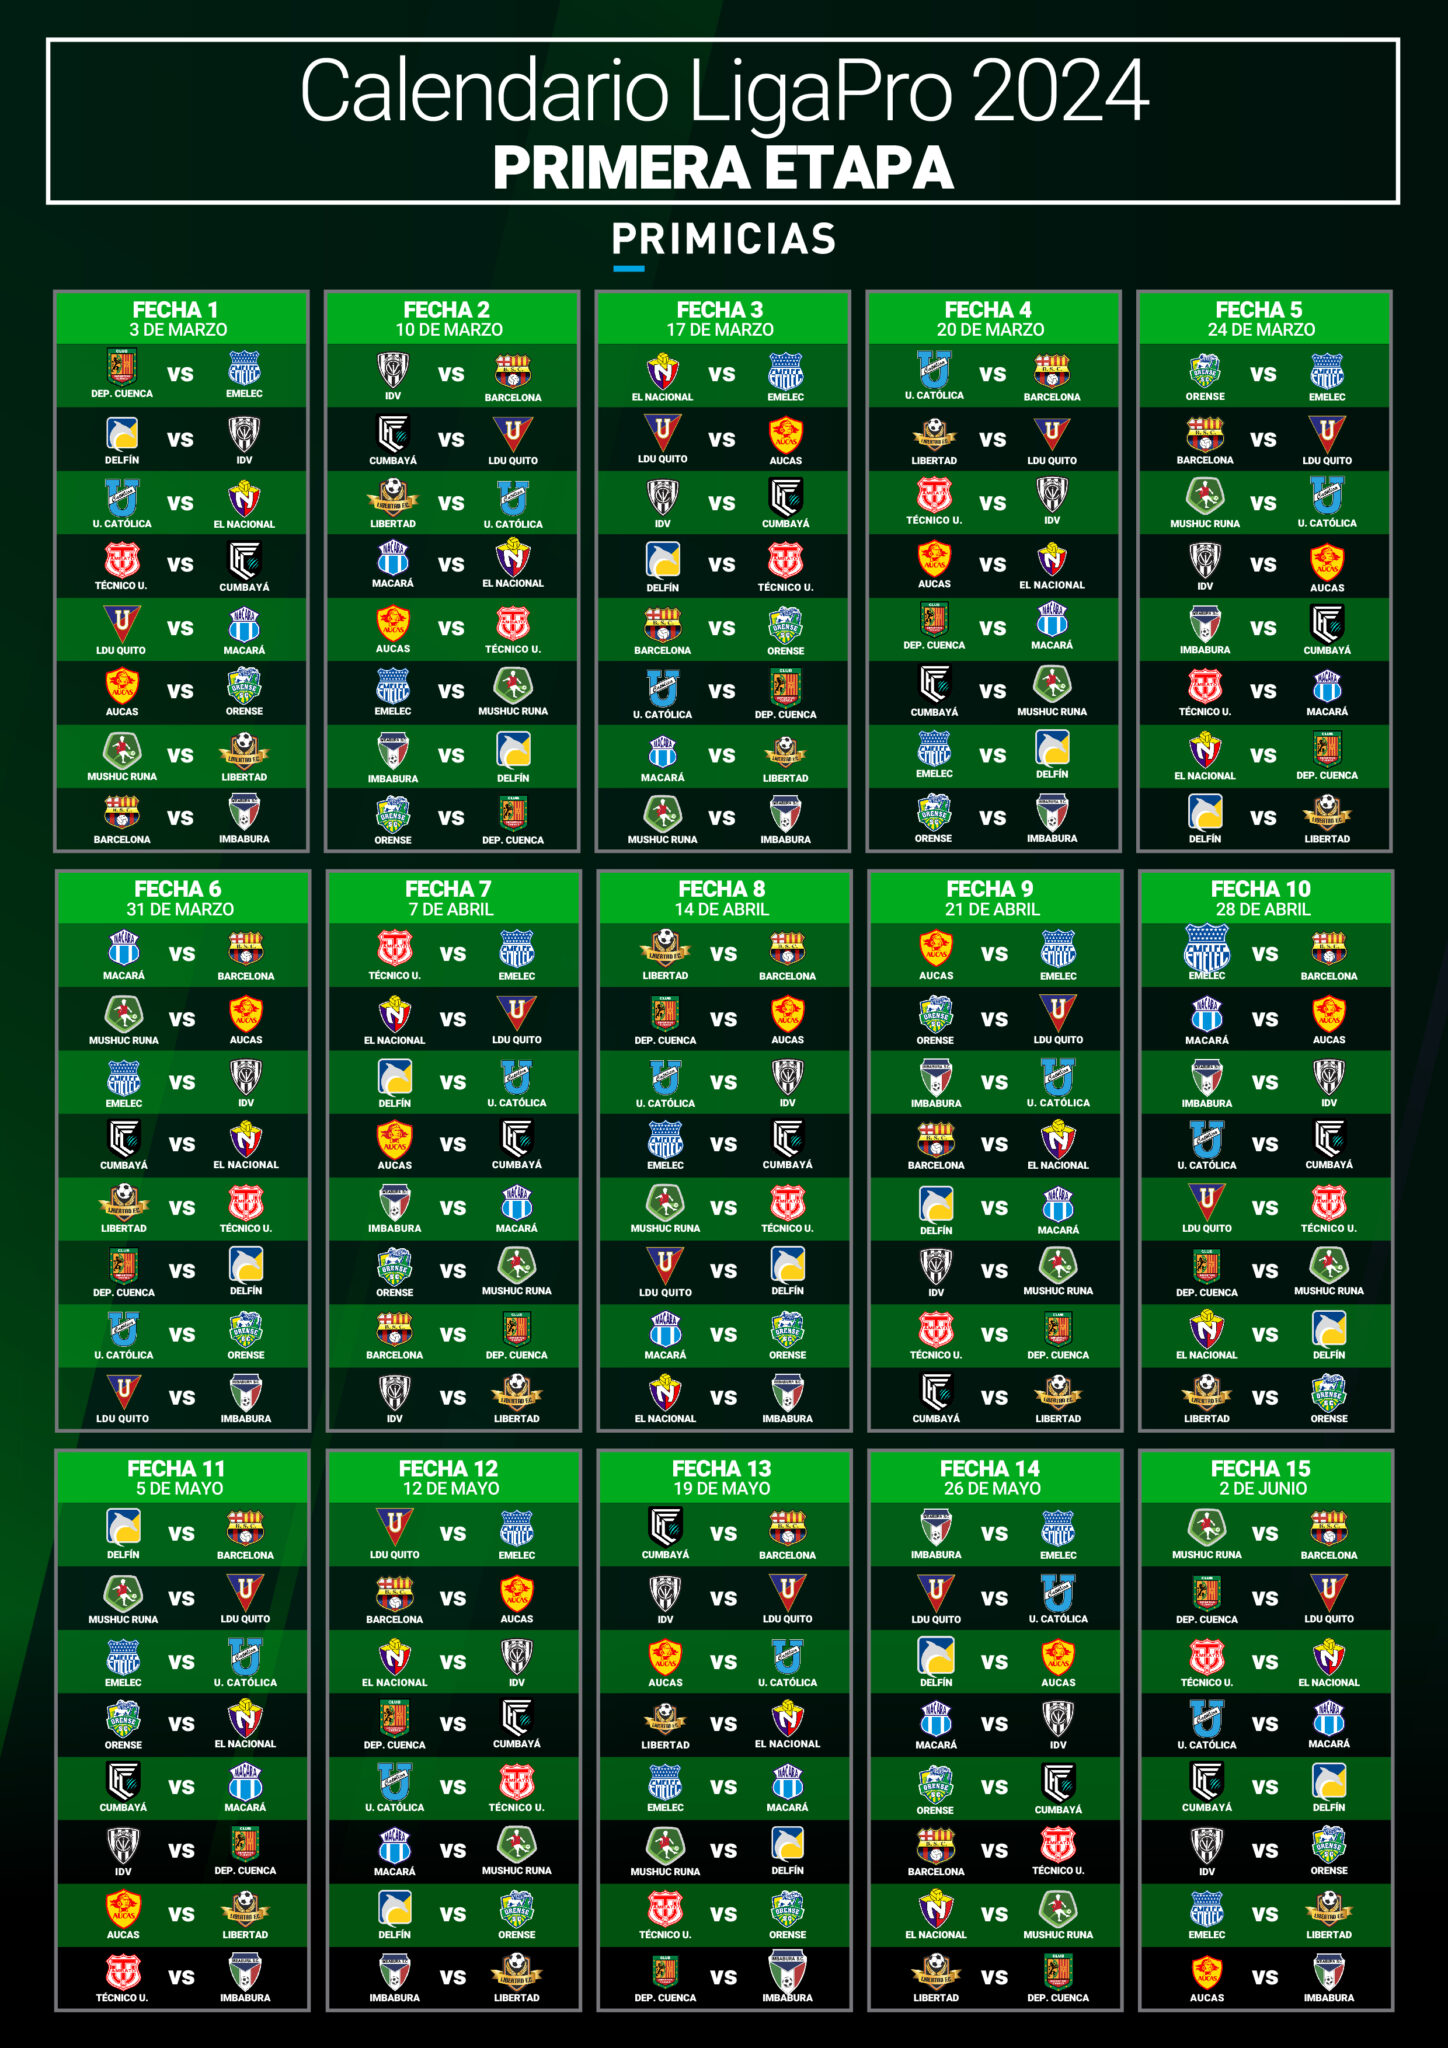 Calendario LigaPro 2024
PRIMERA ETAPA
PRIMICIAS
FECHA 1
3 DE MARZO
DEP. CUENCA VS EMELEC
DELFÍN VS IDV
U. CATÓLICA VS EL NACIONAL
TÉCNICO U. VS CUMBAYÁ
LDU QUITO VS MACARÁ
AUCAS VS ORENSE
MUSHUC RUNA VS LIBERTAD
BARCELONA VS IMBABURA
FECHA 2
10 DE MARZO
IDV VS BARCELONA
CUMBAYÁ VS LDU QUITO
LIBERTAD VS U. CATÓLICA
MACARÁ VS EL NACIONAL
AUCAS VS TÉCNICO U.
EMELEC VS MUSHUC RUNA
IMBABURA VS DELFÍN
ORENSE VS DEP. CUENCA
FECHA 3
17 DE MARZO
EL NACIONAL VS EMELEC
LDU QUITO VS AUCAS
IDV VS CUMBAYÁ
DELFÍN VS TÉCNICO U.
BARCELONA VS ORENSE
U. CATÓLICA VS DEP. CUENCA
MACARÁ VS LIBERTAD
MUSHUC RUNA VS IMBABURA
FECHA 4
20 DE MARZO
U. CATÓLICA VS BARCELONA
LIBERTAD VS LDU QUITO
TÉCNICO U. VS IDV
AUCAS VS EL NACIONAL
DEP. CUENCA VS MACARÁ
CUMBAYÁ VS MUSHUC RUNA
EMELEC VS DELFÍN
ORENSE VS IMBABURA
FECHA 5
24 DE MARZO
ORENSE VS EMELEC
BARCELONA VS LDU QUITO
MUSHUC RUNA VS U. CATÓLICA
IDV VS AUCAS
IMBABURA VS CUMBAYÁ
TÉCNICO U. VS MACARÁ
EL NACIONAL VS DEP. CUENCA
DELFÍN VS LIBERTAD
FECHA 6
31 DE MARZO
MACARÁ VS BARCELONA
MUSHUC RUNA VS AUCAS
EMELEC VS IDV
CUMBAYÁ VS EL NACIONAL
LIBERTAD VS TÉCNICO U.
DEP. CUENCA VS DELFÍN
U. CATÓLICA VS ORENSE
LDU QUITO VS IMBABURA
FECHA 7
7 DE ABRIL
TÉCNICO U. VS EMELEC
EL NACIONAL VS LDU QUITO
DELFÍN VS U. CATÓLICA
AUCAS VS CUMBAYÁ
IMBABURA VS MACARÁ
ORENSE VS MUSHUC RUNA
BARCELONA VS DEP. CUENCA
IDV VS LIBERTAD
FECHA 8
14 DE ABRIL
LIBERTAD VS BARCELONA
DEP. CUENCA VS AUCAS
U. CATÓLICA VS IDV
EMELEC VS CUMBAYÁ
MUSHUC RUNA VS TÉCNICO U.
LDU QUITO VS DELFÍN
MACARÁ VS ORENSE
EL NACIONAL VS IMBABURA
FECHA 9
21 DE ABRIL
AUCAS VS EMELEC
ORENSE VS LDU QUITO
IMBABURA VS U. CATÓLICA
BARCELONA VS EL NACIONAL
DELFÍN VS MACARÁ
IDV VS MUSHUC RUNA
TÉCNICO U. VS DEP. CUENCA
CUMBAYÁ VS LIBERTAD
FECHA 10
28 DE ABRIL
EMELEC VS BARCELONA
MACARÁ VS AUCAS
IMBABURA VS IDV
U. CATÓLICA VS CUMBAYÁ
LDU QUITO VS TÉCNICO U.
DEP. CUENCA VS MUSHUC RUNA
EL NACIONAL VS DELFÍN
LIBERTAD VS ORENSE
FECHA 11
5 DE MAYO
DELFÍN VS BARCELONA
MUSHUC RUNA VS LDU QUITO
EMELEC VS U. CATÓLICA
ORENSE VS EL NACIONAL
CUMBAYÁ VS MACARÁ
IDV VS DEP. CUENCA
AUCAS VS LIBERTAD
TÉCNICO U. VS IMBABURA
FECHA 12
12 DE MAYO
LDU QUITO VS EMELEC
BARCELONA VS AUCAS
EL NACIONAL VS IDV
DEP. CUENCA VS CUMBAYÁ
U. CATÓLICA VS TÉCNICO U.
MACARÁ VS MUSHUC RUNA
DELFÍN VS ORENSE
IMBABURA VS LIBERTAD
FECHA 13
19 DE MAYO
CUMBAYÁ VS BARCELONA
IDV VS LDU QUITO
AUCAS VS U. CATÓLICA
LIBERTAD VS EL NACIONAL
EMELEC VS MACARÁ
MUSHUC RUNA VS DELFÍN
TÉCNICO U. VS ORENSE
DEP. CUENCA VS IMBABURA
FECHA 14
26 DE MAYO
IMBABURA VS EMELEC
LDU QUITO VS U. CATÓLICA
DELFÍN VS AUCAS
MACARÁ VS IDV
ORENSE VS CUMBAYÁ
BARCELONA VS TÉCNICO U.
EL NACIONAL VS MUSHUC RUNA
LIBERTAD VS DEP. CUENCA
FECHA 15
2 DE JUNIO
MUSHUC RUNA VS BARCELONA
DEP. CUENCA VS LDU QUITO
TÉCNICO U. VS EL NACIONAL
U. CATÓLICA VS MACARÁ
CUMBAYÁ VS DELFÍN
IDV VS ORENSE
EMELEC VS LIBERTAD
AUCAS VS IMBABURA